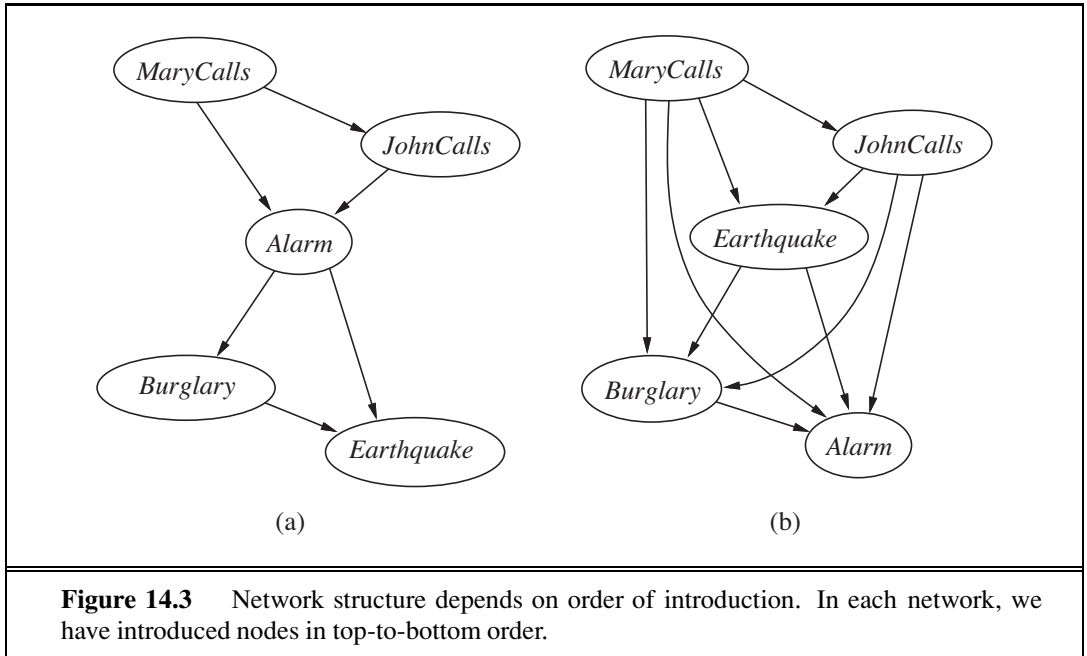 MaryCalls
JohnCalls
Alarm
Burglary
Earthquake
(a)
MaryCalls
JohnCalls
Earthquake
Burglary
Alarm
(b)
Figure 14.3 Network structure depends on order of introduction. In each network, we
have introduced nodes in top-to-bottom order.